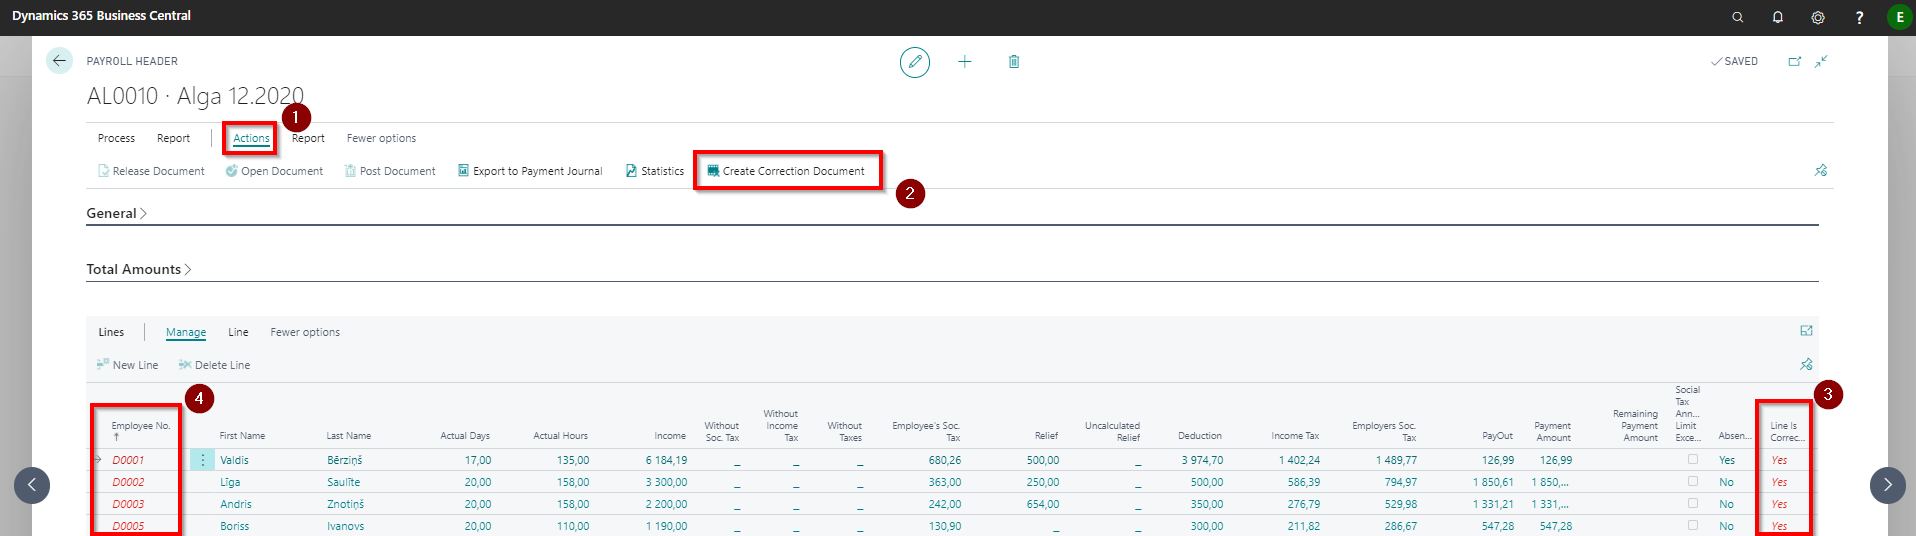 Dynamics 365 Business Central
?
E
PAYROLL HEADER
SAVED
AL0010 · Alga 12.2020
1
Process Report Actions Report Fewer options
Release Document Open Document Post Document Export to Payment Journal Statistics Create Correction Document
2
General
Total Amounts
Lines Manage Line Fewer options
New Line Delete Line
4
3
Employee No. First Name Last Name Actual Days Actual Hours Income Without Soc. Tax Without Income Tax Without Taxes Employee's Soc. Tax Relief Uncalculated Relief Deduction Income Tax Employers Soc. Tax PayOut Payment Amount Remaining Payment Amount Social Tax Ann... Limit Exce... Absen... Line Is Correc...
D0001 Valdis Bērziņš 17,00 135,00 6 184,19 _ _ _ 680,26 500,00 _ 3 974,70 1 402,24 1 489,77 126,99 126,99 Yes Yes
D0002 Līga Saulīte 20,00 158,00 3 300,00 _ _ _ 363,00 250,00 _ 500,00 586,39 794,97 1 850,61 1 850,... No Yes
D0003 Andris Znotiņš 20,00 158,00 2 200,00 _ _ _ 242,00 654,00 _ 350,00 276,79 529,98 1 331,21 1 331,... No Yes
D0005 Boriss Ivanovs 20,00 110,00 1 190,00 _ _ _ 130,90 _ _ 300,00 211,82 286,67 547,28 547,28 No Yes